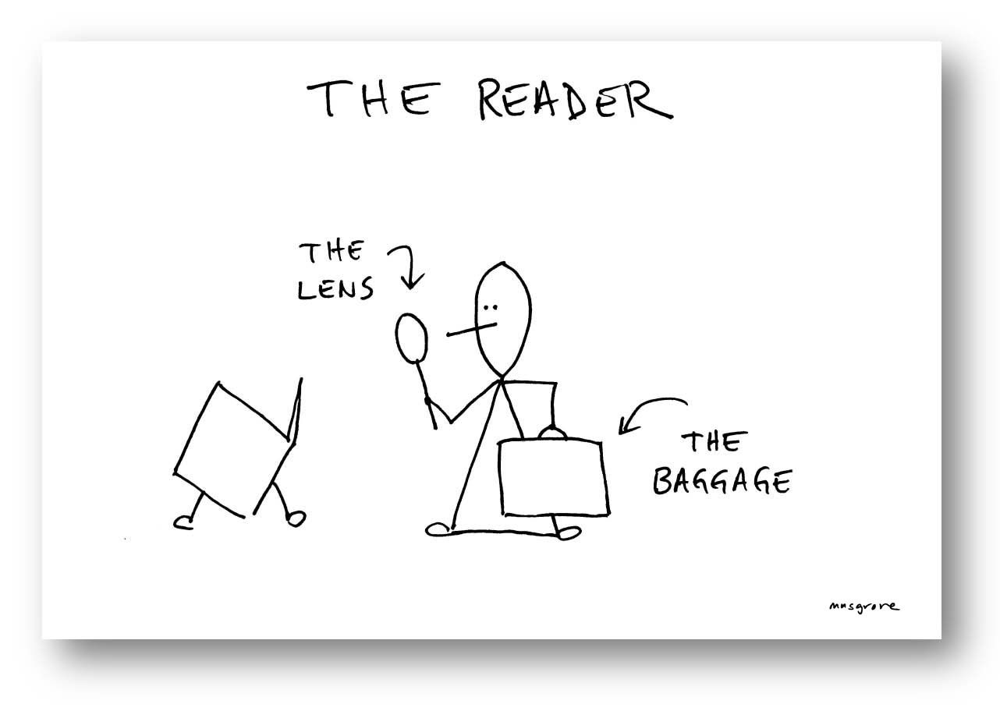 THE READER
THE
LENS
THE
BAGGAGE
musgrove